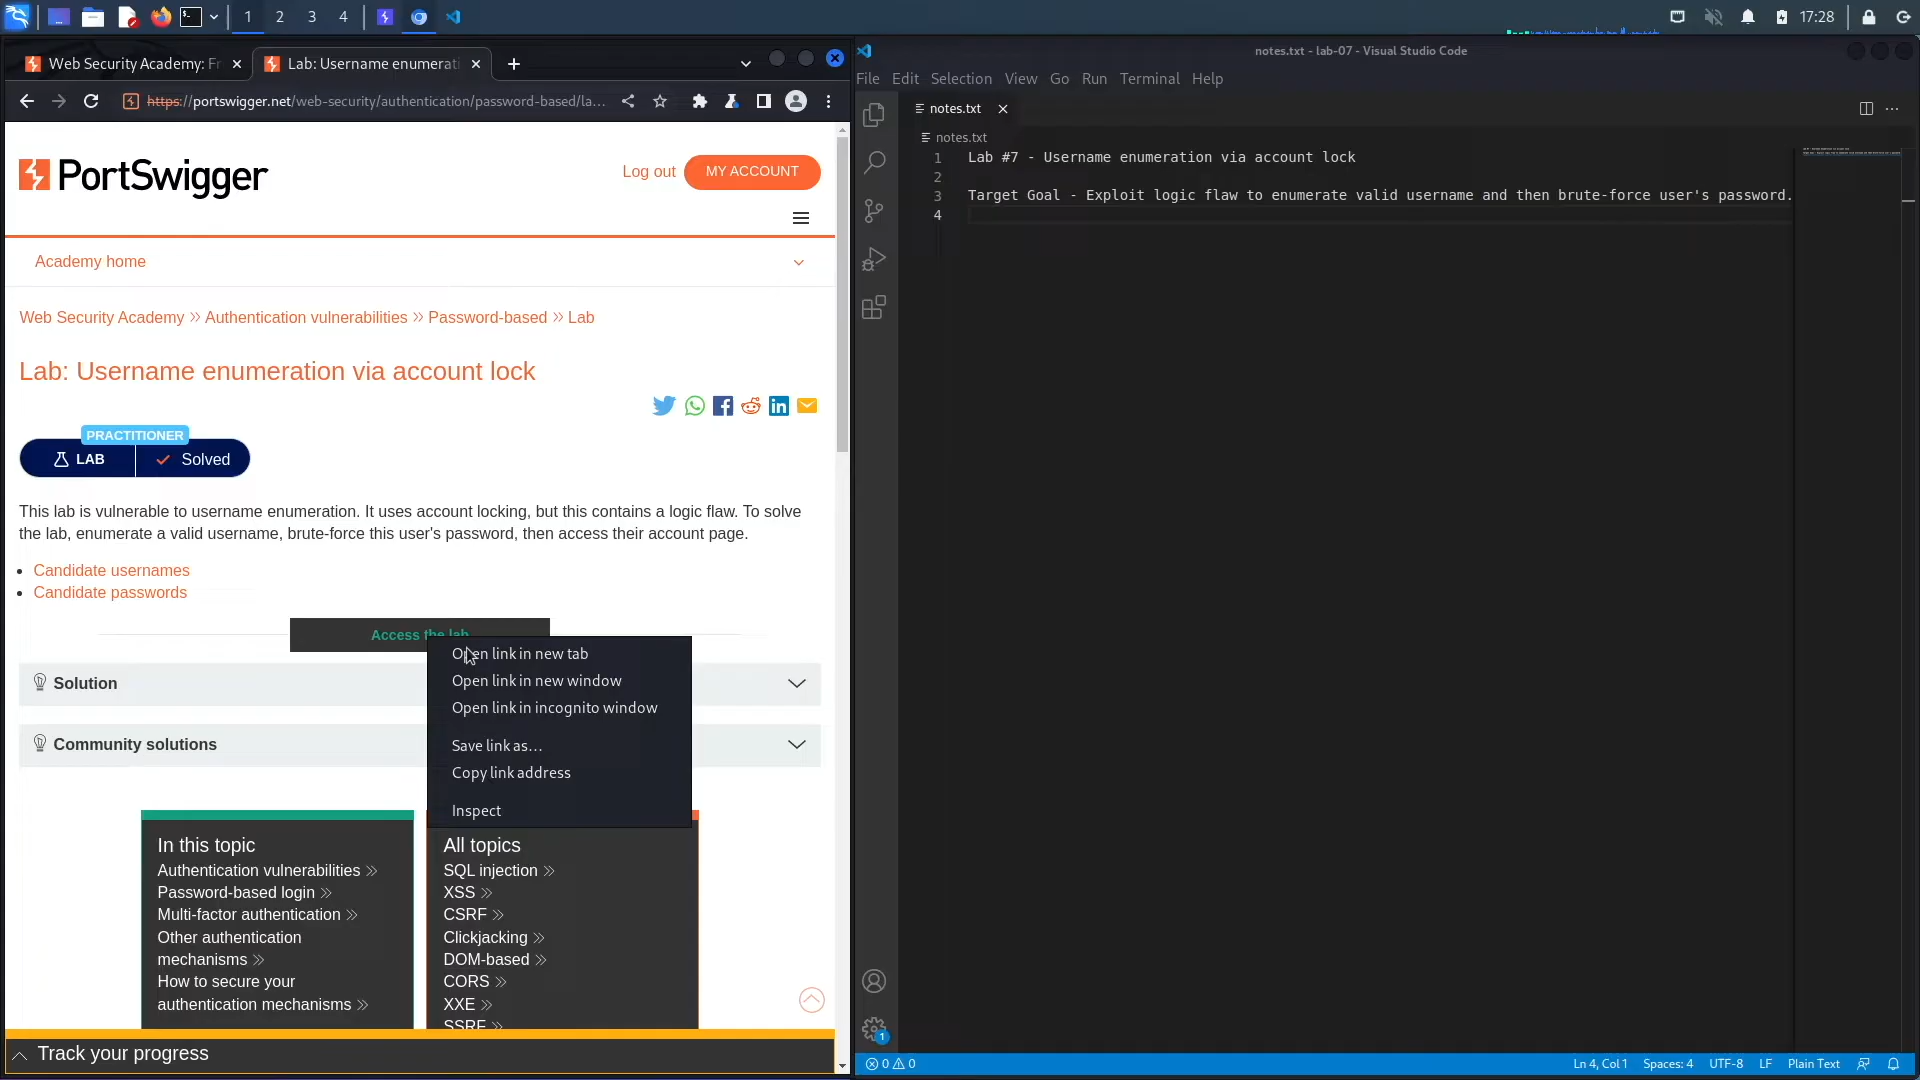 1 2 3 4
17:28
Web Security Academy: Fr
Lab: Username enumerati
https://portswigger.net/web-security/authentication/password-based/la...
PortSwigger
Log out
MY ACCOUNT
Academy home
Web Security Academy
Authentication vulnerabilities
Password-based
Lab
Lab: Username enumeration via account lock
PRACTITIONER
LAB
Solved
This lab is vulnerable to username enumeration. It uses account locking, but this contains a logic flaw. To solve
the lab, enumerate a valid username, brute-force this user's password, then access their account page.
Candidate usernames
Candidate passwords
Access the lab
Open link in new tab
Open link in new window
Open link in incognito window
Save link as...
Copy link address
Inspect
Solution
Community solutions
In this topic
Authentication vulnerabilities
Password-based login
Multi-factor authentication
Other authentication
mechanisms
How to secure your
authentication mechanisms
All topics
SQL injection
XSS
CSRF
Clickjacking
DOM-based
CORS
XXE
SSRF
Track your progress
notes.txt - lab-07 - Visual Studio Code
File Edit Selection View Go Run Terminal Help
notes.txt
notes.txt
1 Lab #7 - Username enumeration via account lock
2
3 Target Goal - Exploit logic flaw to enumerate valid username and then brute-force user's password.
4
1
0 0
Ln 4, Col 1 Spaces: 4 UTF-8 LF Plain Text